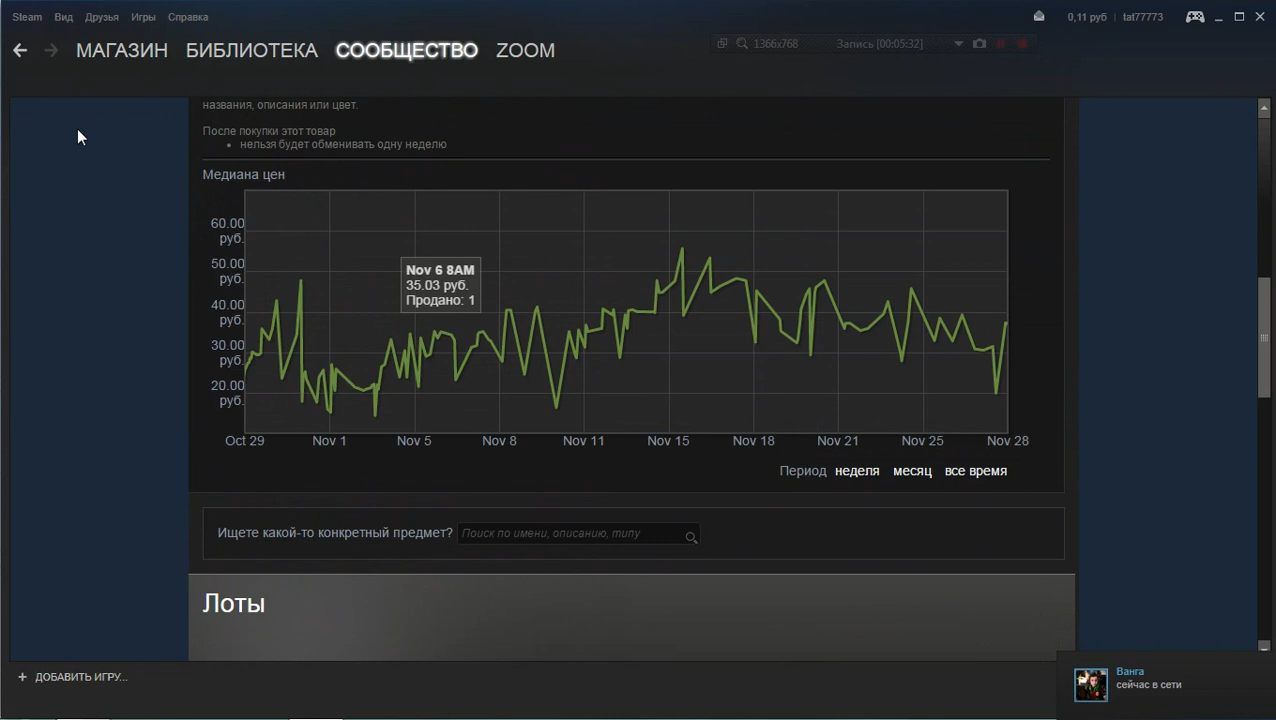 Steam Вид Друзья Игры Справка
0,11 руб tat77773
МАГАЗИН БИБЛИОТЕКА СООБЩЕСТВО ZOOM
1366x768 Запись [00:05:32]
названия, описания или цвет.
После покупки этот товар
• нельзя будет обменивать одну неделю
Медиана цен
60.00
руб.
50.00
руб.
40.00
руб.
30.00
руб.
20.00
руб.
Nov 6 8AM
35.03 руб.
Продано: 1
Oct 29 Nov 1 Nov 5 Nov 8 Nov 11 Nov 15 Nov 18 Nov 21 Nov 25 Nov 28
Период неделя месяц все время
Ищете какой-то конкретный предмет? Поиск по имени, описанию, типу
Лоты
+ ДОБАВИТЬ ИГРУ...
Ванга
сейчас в сети